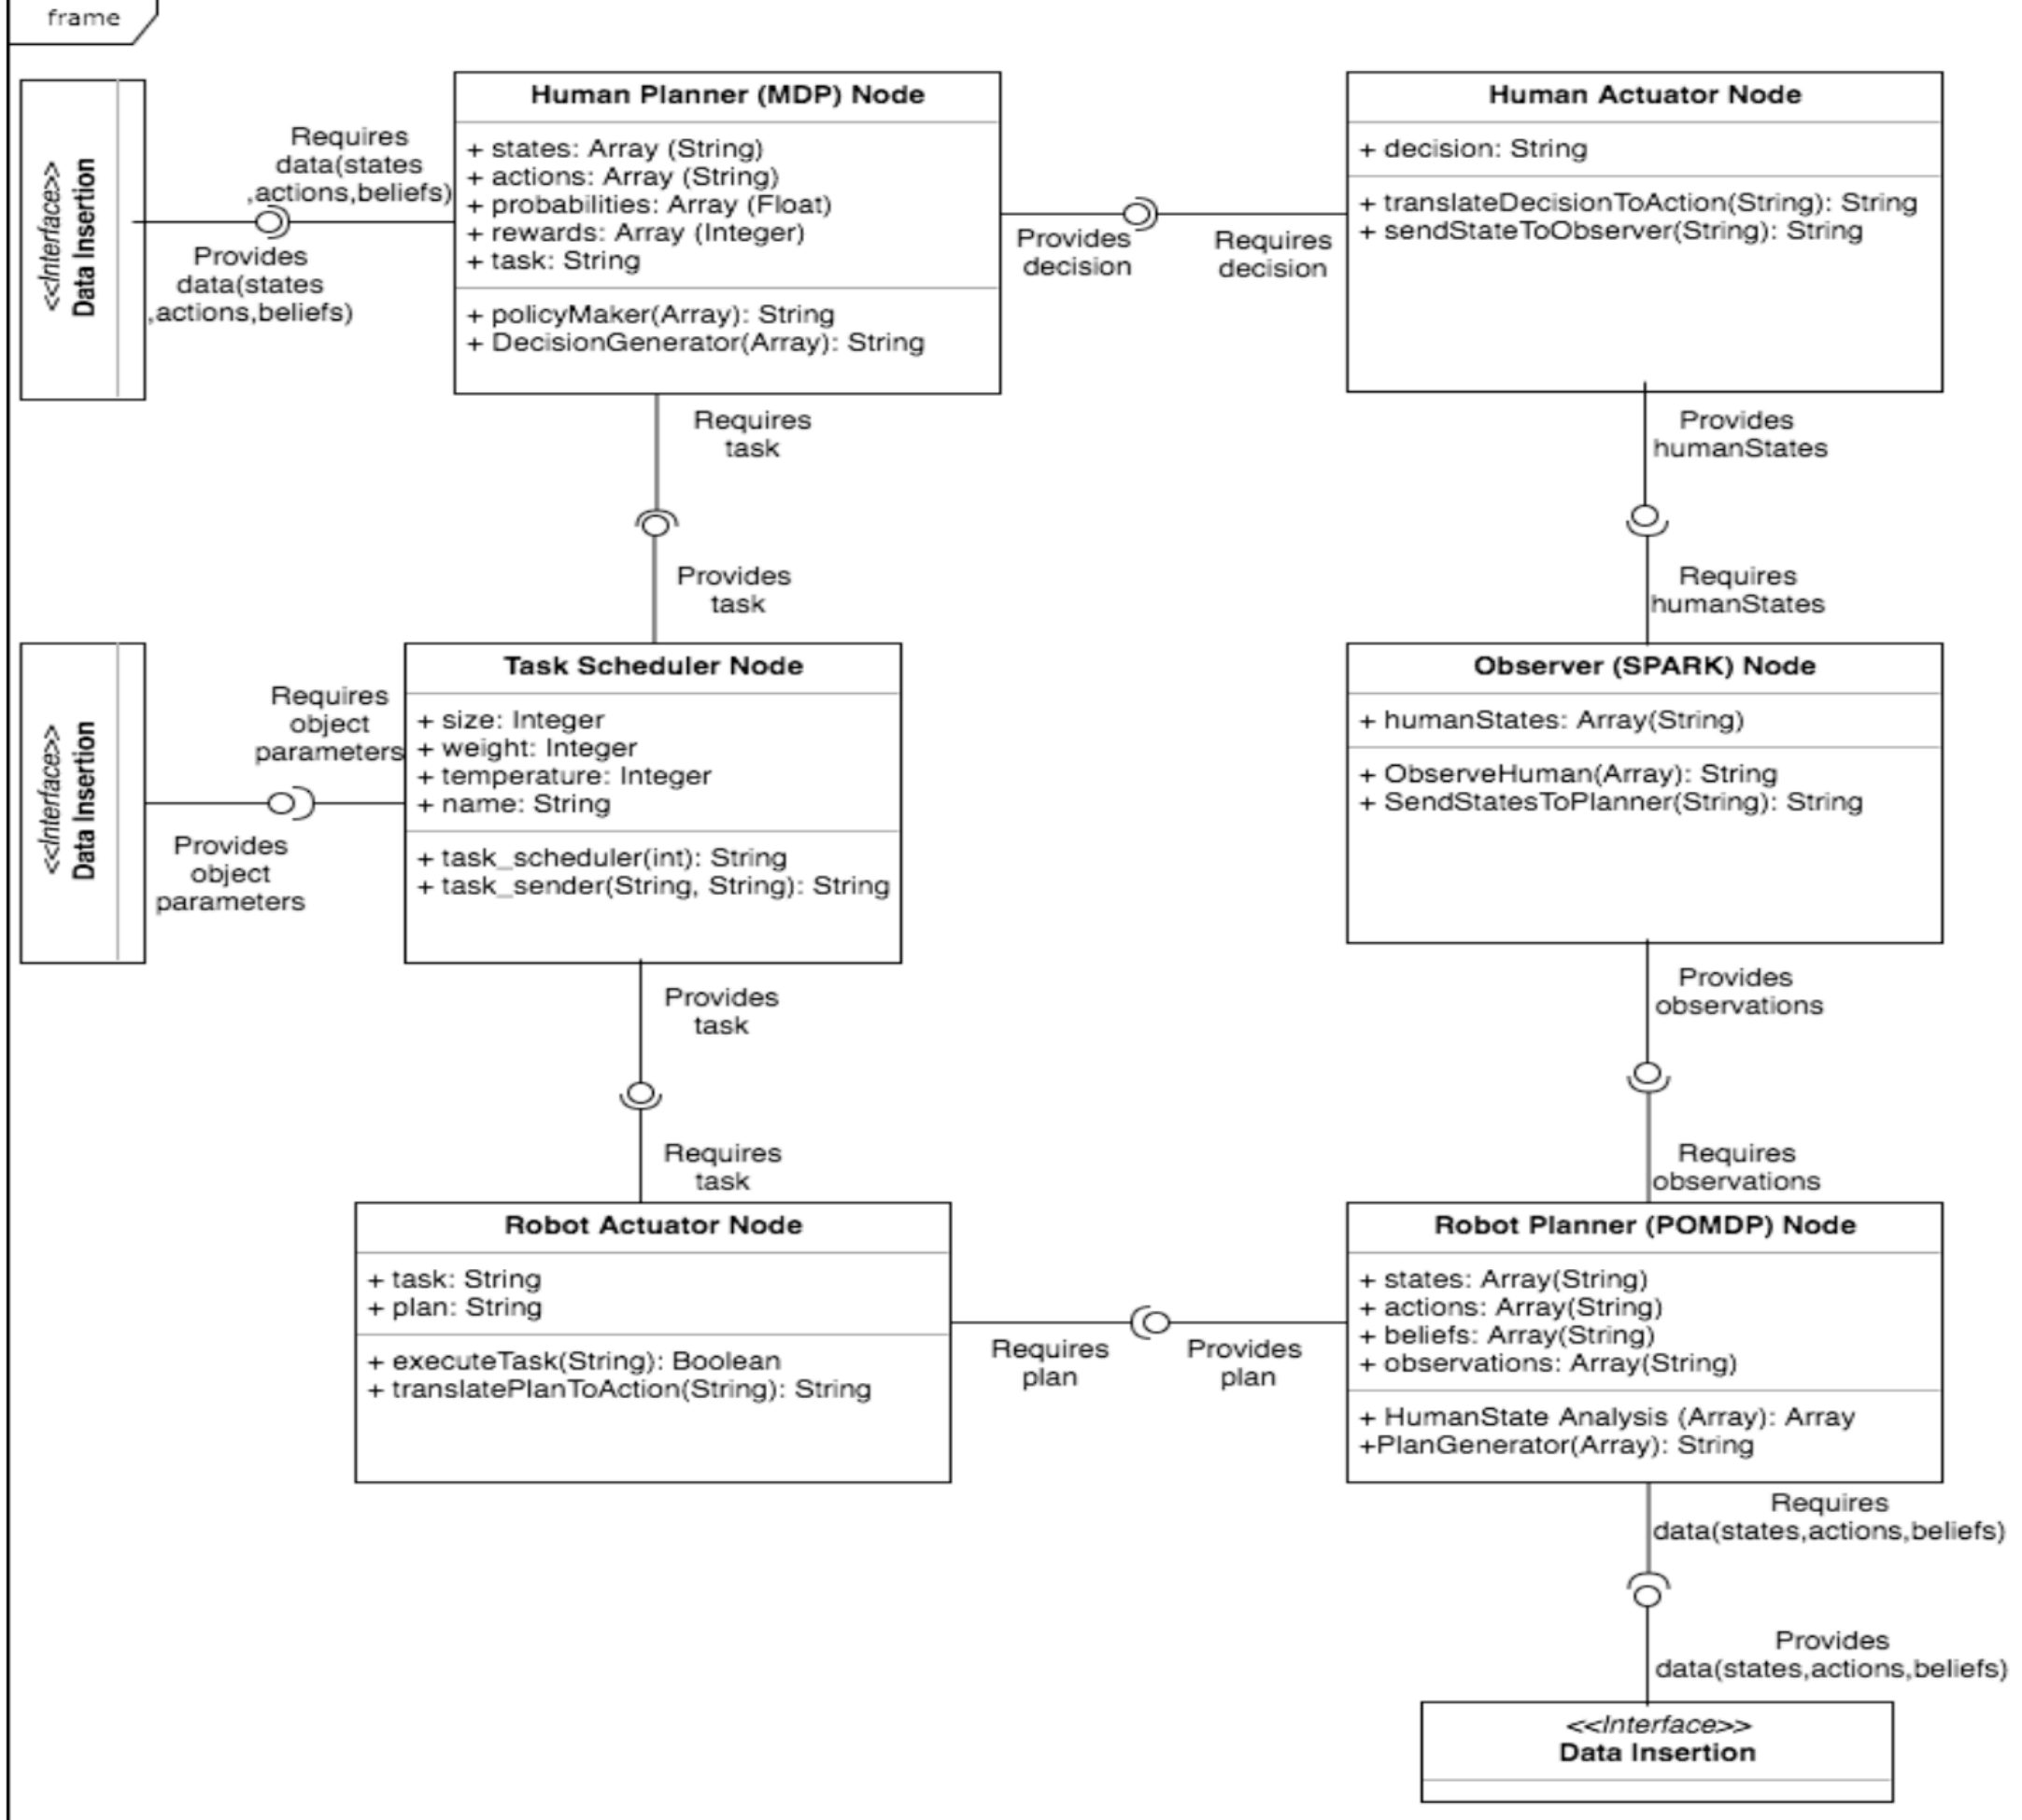 frame
<<Interface>>
Data Insertion
Requires
data(states
,actions,beliefs)
Provides
data(states
,actions,beliefs)
Human Planner (MDP) Node
+ states: Array (String)
+ actions: Array (String)
+ probabilities: Array (Float)
+ rewards: Array (Integer)
+ task: String
+ policyMaker(Array): String
+ DecisionGenerator(Array): String
Provides
decision
Requires
decision
Human Actuator Node
+ decision: String
+ translateDecisionToAction(String): String
+ sendStateToObserver(String): String
Requires
task
Provides
task
Provides
humanStates
Requires
humanStates
<<Interface>>
Data Insertion
Requires
object
parameters
Provides
object
parameters
Task Scheduler Node
+ size: Integer
+ weight: Integer
+ temperature: Integer
+ name: String
+ task_scheduler(int): String
+ task_sender(String, String): String
Observer (SPARK) Node
+ humanStates: Array(String)
+ ObserveHuman(Array): String
+ SendStatesToPlanner(String): String
Provides
task
Requires
task
Provides
observations
Requires
observations
Robot Actuator Node
+ task: String
+ plan: String
+ executeTask(String): Boolean
+ translatePlanToAction(String): String
Requires
plan
Provides
plan
Robot Planner (POMDP) Node
+ states: Array(String)
+ actions: Array(String)
+ beliefs: Array(String)
+ observations: Array(String)
+ HumanState Analysis (Array): Array
+PlanGenerator(Array): String
Requires
data(states,actions,beliefs)
Provides
data(states,actions,beliefs)
<<Interface>>
Data Insertion